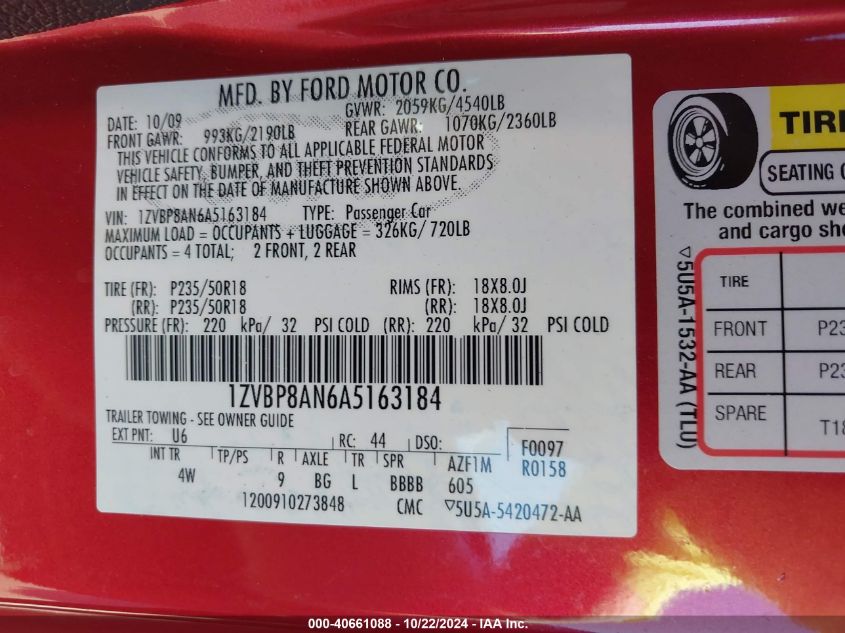 MFD. BY FORD MOTOR CO.
DATE: 10/09 GVWR: 2059KG/4540LB
FRONT GAWR: 993KG/2190LB REAR GAWR: 1070KG/2360LB
THIS VEHICLE CONFORMS TO ALL APPLICABLE FEDERAL MOTOR
VEHICLE SAFETY, BUMPER, AND THEFT PREVENTION STANDARDS
IN EFFECT ON THE DATE OF MANUFACTURE SHOWN ABOVE.
VIN: 1ZVBP8AN6A5163184 TYPE: Passenger Car
MAXIMUM LOAD = OCCUPANTS + LUGGAGE = 326KG/ 720LB
OCCUPANTS = 4 TOTAL; 2 FRONT, 2 REAR
TIRE (FR): P235/50R18 RIMS (FR): 18X8.0J
(RR): P235/50R18 (RR): 18X8.0J
PRESSURE (FR): 220 kPa/ 32 PSI COLD (RR): 220 kPa/ 32 PSI COLD
1ZVBP8AN6A5163184
TRAILER TOWING - SEE OWNER GUIDE
EXT PNT: U6 RC: 44 DSO: F0097
INT TR TP/PS R AXLE TR SPR AZF1M R0158
4W 9 BG L BBBB 605
1200910273848 CMC ▽5U5A-5420472-AA
TIRE
SEATING
The combined we
and cargo sho
▽5U5A-1532-AA (TLU)
TIRE
FRONT P23
REAR P23
SPARE T18
000-40661088 - 10/22/2024 - IAA Inc.